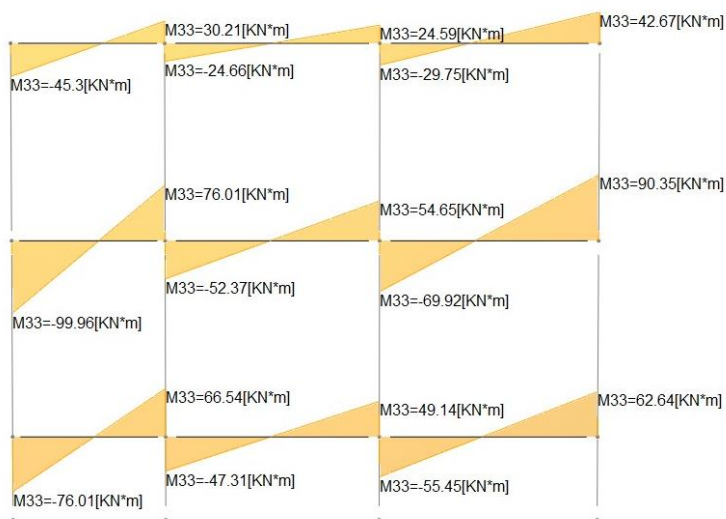 M33=30.21[KN*m]
M33=24.59[KN*m]
M33=42.67[KN*m]
M33=-45.3[KN*m]
M33=-24.66[KN*m]
M33=-29.75[KN*m]
M33=76.01[KN*m]
M33=54.65[KN*m]
M33=90.35[KN*m]
M33=-99.96[KN*m]
M33=-52.37[KN*m]
M33=-69.92[KN*m]
M33=66.54[KN*m]
M33=49.14[KN*m]
M33=62.64[KN*m]
M33=-76.01[KN*m]
M33=-47.31[KN*m]
M33=-55.45[KN*m]